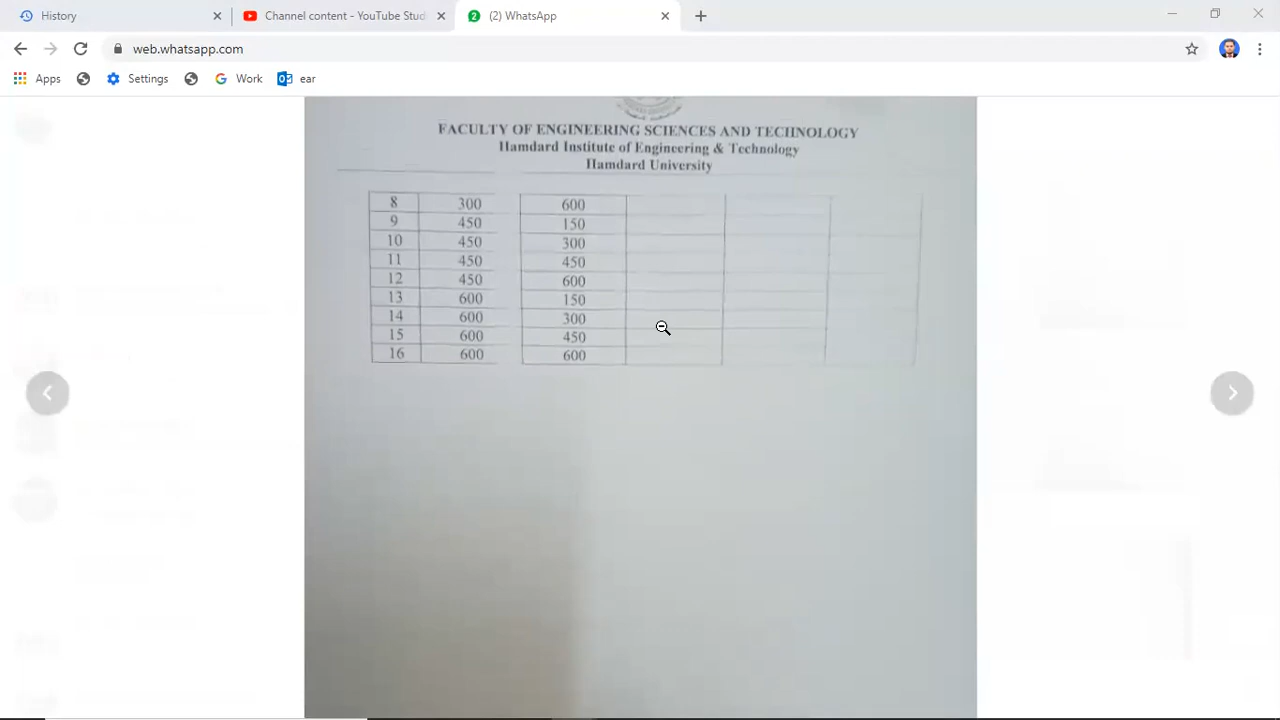 History
Channel content - YouTube Stud
2
(2) WhatsApp
web.whatsapp.com
Apps
Settings
Work
ear
FACULTY OF ENGINEERING SCIENCES AND TECHNOLOGY
Hamdard Institute of Engineering & Technology
Hamdard University
8 300 600
9 450 150
10 450 300
11 450 450
12 450 600
13 600 150
14 600 300
15 600 450
16 600 600